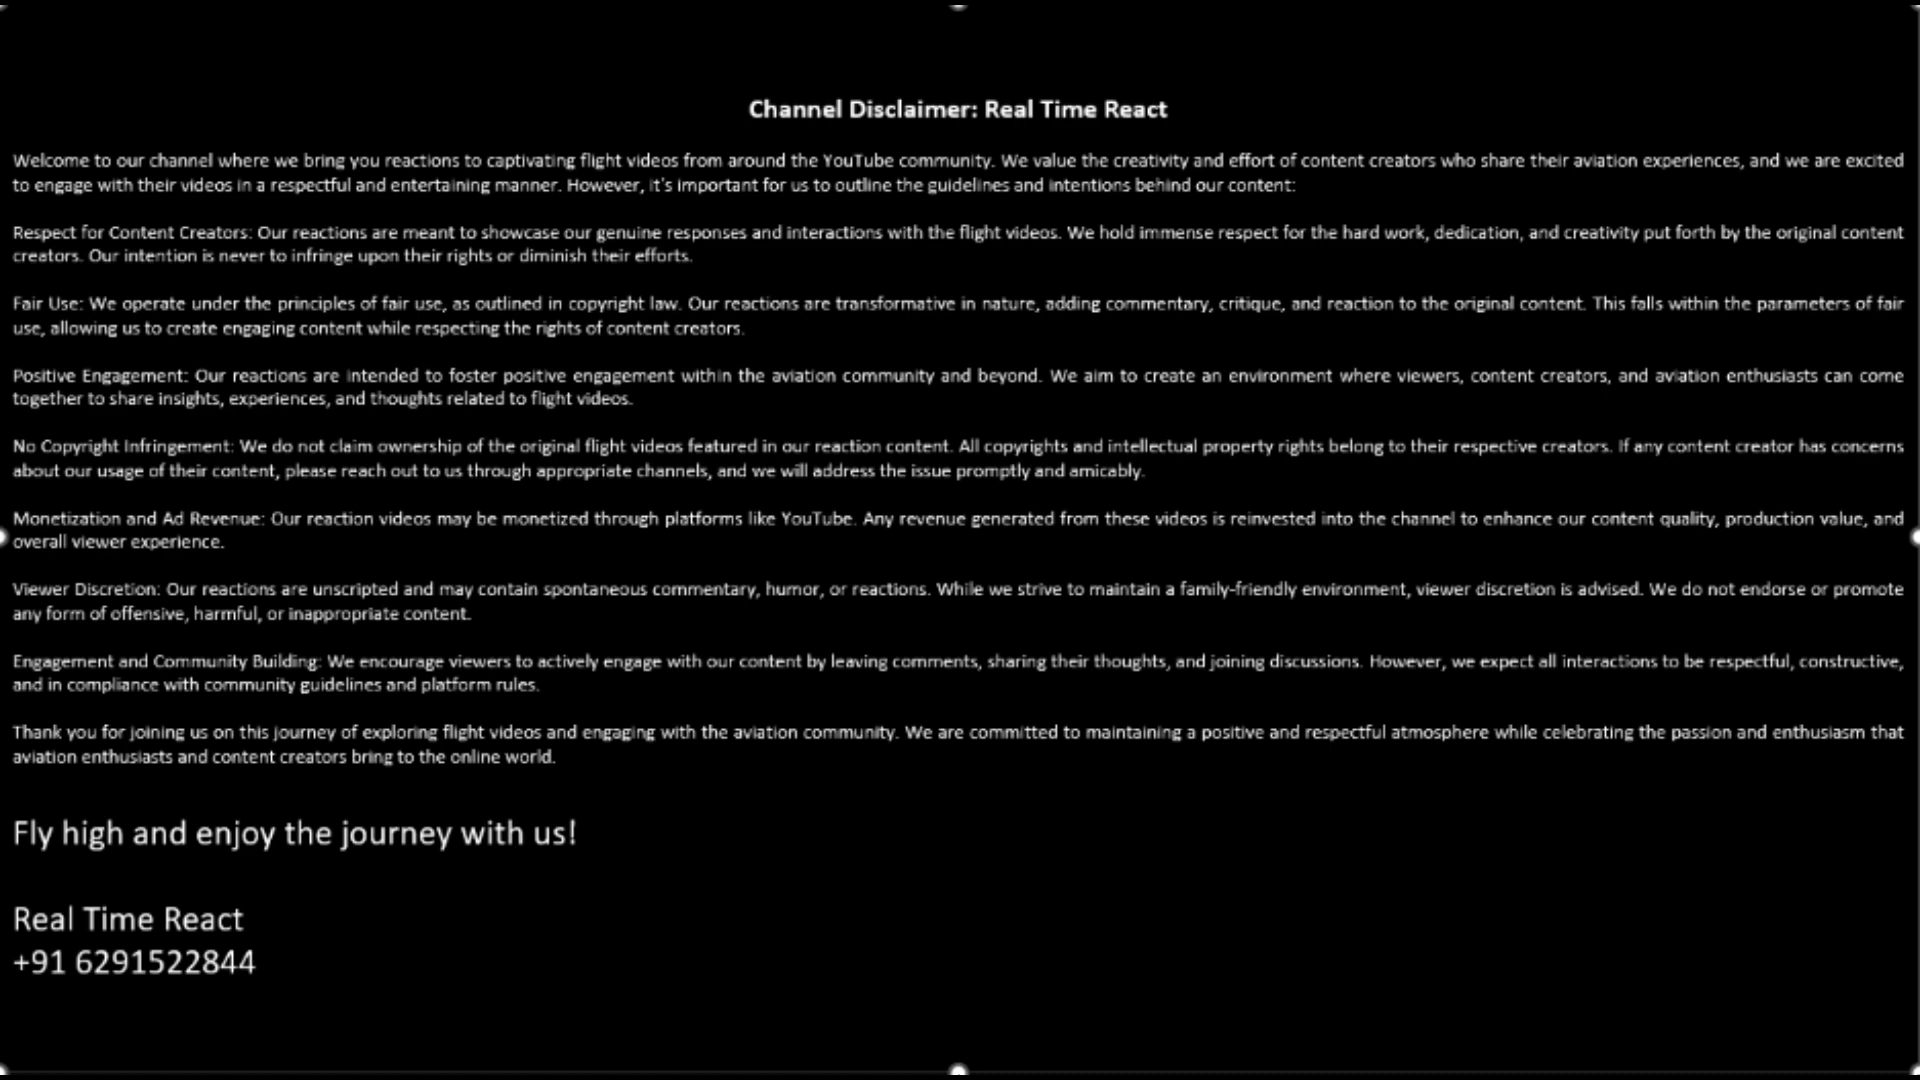 Channel Disclaimer: Real Time React
Welcome to our channel where we bring you reactions to captivating flight videos from around the YouTube community. We value the creativity and effort of content creators who share their aviation experiences, and we are excited
to engage with their videos in a respectful and entertaining manner. However, it's important for us to outline the guidelines and intentions behind our content:
Respect for Content Creators: Our reactions are meant to showcase our genuine responses and interactions with the flight videos. We hold immense respect for the hard work, dedication, and creativity put forth by the original content
creators. Our intention is never to infringe upon their rights or diminish their efforts.
Fair Use: We operate under the principles of fair use, as outlined in copyright law. Our reactions are transformative in nature, adding commentary, critique, and reaction to the original content. This falls within the parameters of fair
use, allowing us to create engaging content while respecting the rights of content creators.
Positive Engagement: Our reactions are intended to foster positive engagement within the aviation community and beyond. We aim to create an environment where viewers, content creators, and aviation enthusiasts can come
together to share insights, experiences, and thoughts related to flight videos.
No Copyright Infringement: We do not claim ownership of the original flight videos featured in our reaction content. All copyrights and intellectual property rights belong to their respective creators. If any content creator has concerns
about our usage of their content, please reach out to us through appropriate channels, and we will address the issue promptly and amicably.
Monetization and Ad Revenue: Our reaction videos may be monetized through platforms like YouTube. Any revenue generated from these videos is reinvested into the channel to enhance our content quality, production value, and
overall viewer experience.
Viewer Discretion: Our reactions are unscripted and may contain spontaneous commentary, humor, or reactions. While we strive to maintain a family-friendly environment, viewer discretion is advised. We do not endorse or promote
any form of offensive, harmful, or inappropriate content.
Engagement and Community Building: We encourage viewers to actively engage with our content by leaving comments, sharing their thoughts, and joining discussions. However, we expect all interactions to be respectful, constructive,
and in compliance with community guidelines and platform rules.
Thank you for joining us on this journey of exploring flight videos and engaging with the aviation community. We are committed to maintaining a positive and respectful atmosphere while celebrating the passion and enthusiasm that
aviation enthusiasts and content creators bring to the online world.
Fly high and enjoy the journey with us!
Real Time React
+91 6291522844